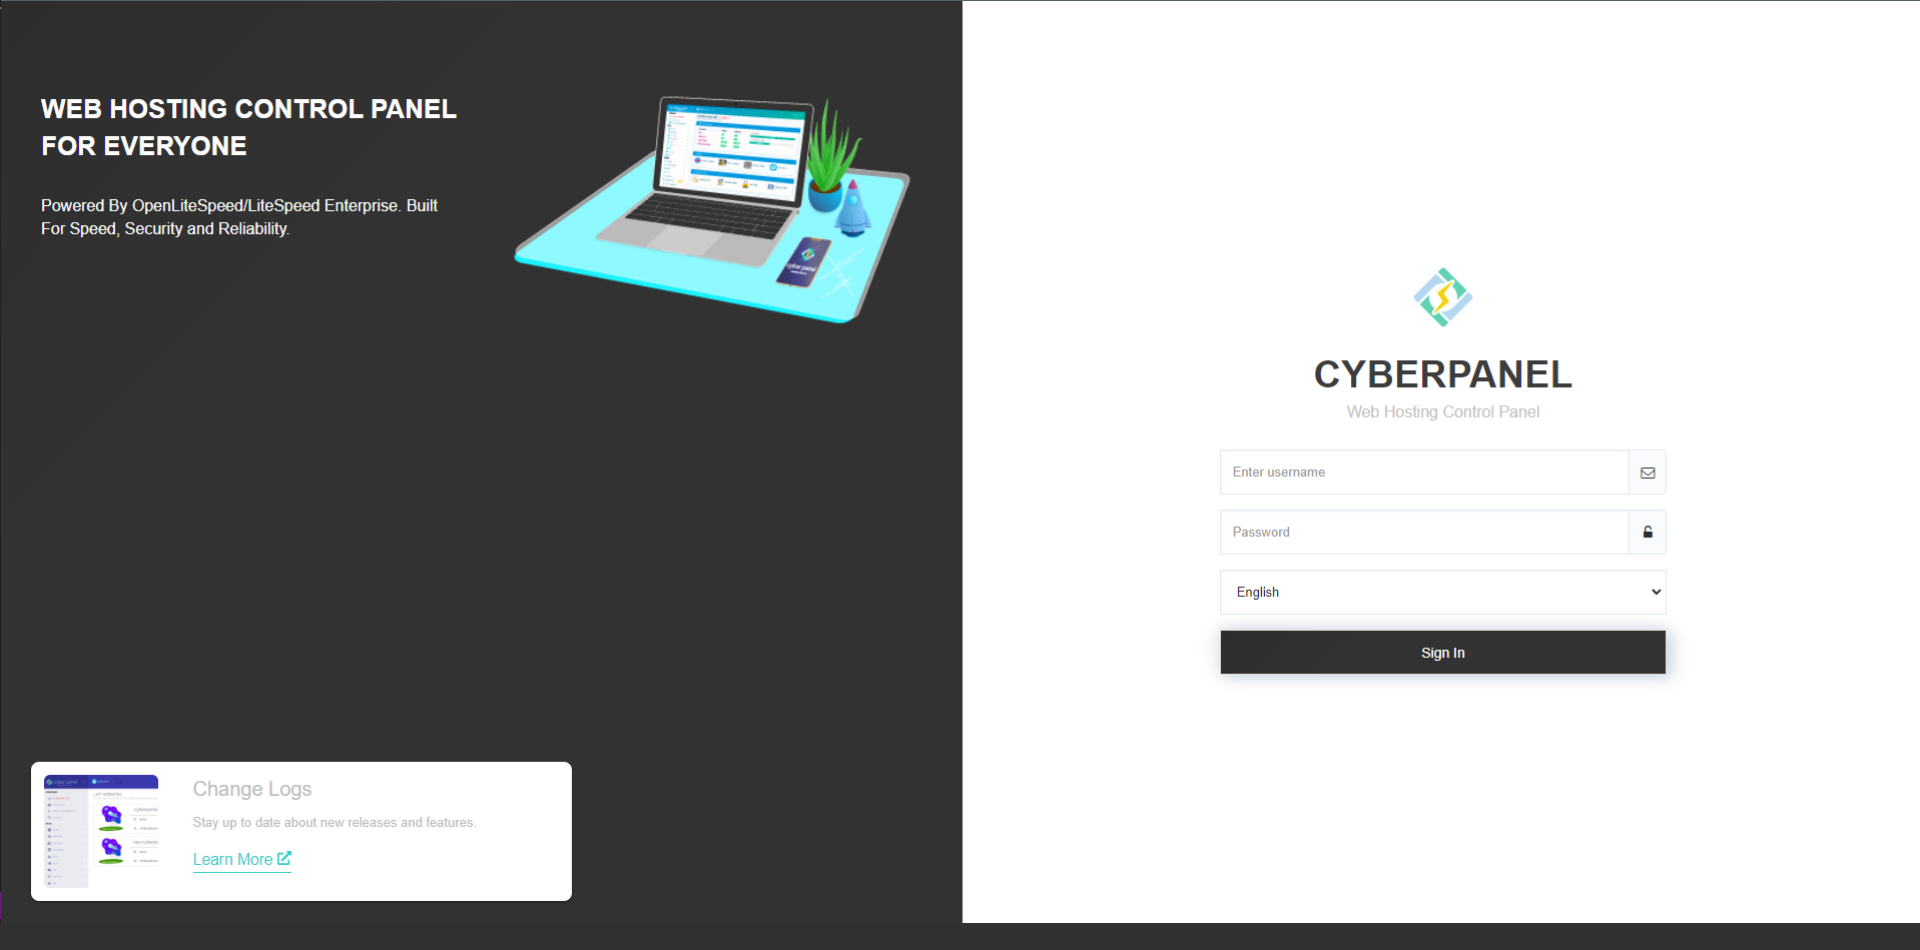 WEB HOSTING CONTROL PANEL
FOR EVERYONE
Powered By OpenLiteSpeed/LiteSpeed Enterprise. Built
For Speed, Security and Reliability.
Change Logs
Stay up to date about new releases and features.
Learn More
CYBERPANEL
Web Hosting Control Panel
Enter username
Password
English
Sign In